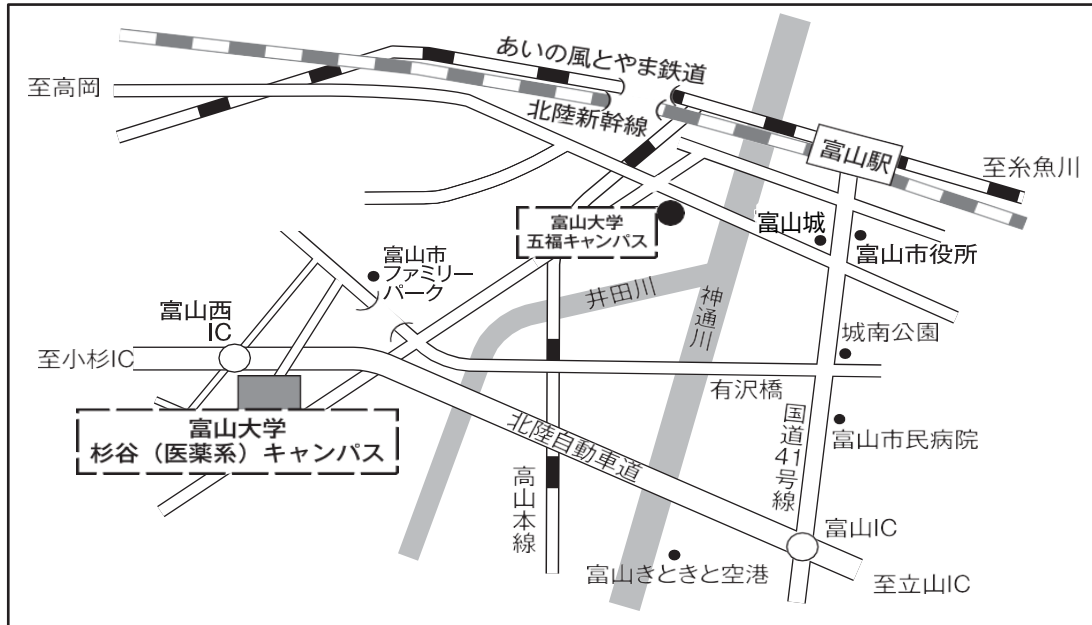 あいの風とやま鉄道
至高岡
北陸新幹線
富山駅
至糸魚川
富山大学
五福キャンパス
富山城
富山市役所
富山市
ファミリー
パーク
井田川
神通川
富山西
IC
城南公園
至小杉IC
有沢橋
国道41号線
富山大学
杉谷（医薬系）キャンパス
北陸自動車道
富山市民病院
高山本線
富山IC
富山きときと空港
至立山IC